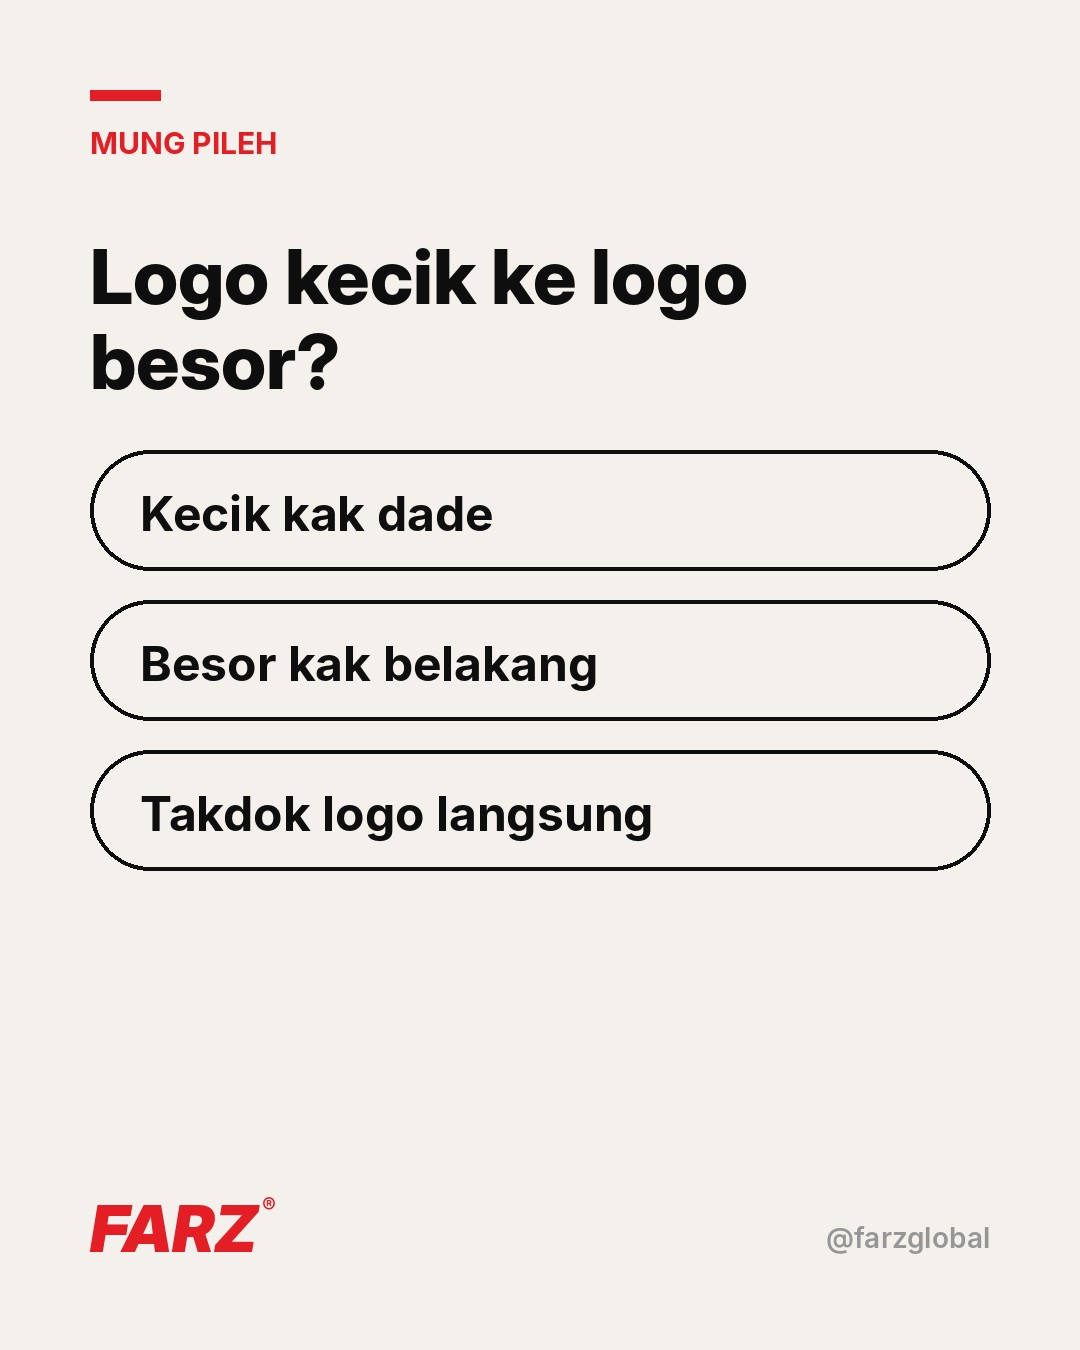 MUNG PILEH
Logo kecik ke logo
besor?
Kecik kak dade
Besor kak belakang
Takdok logo langsung
FARZ®
@farzglobal